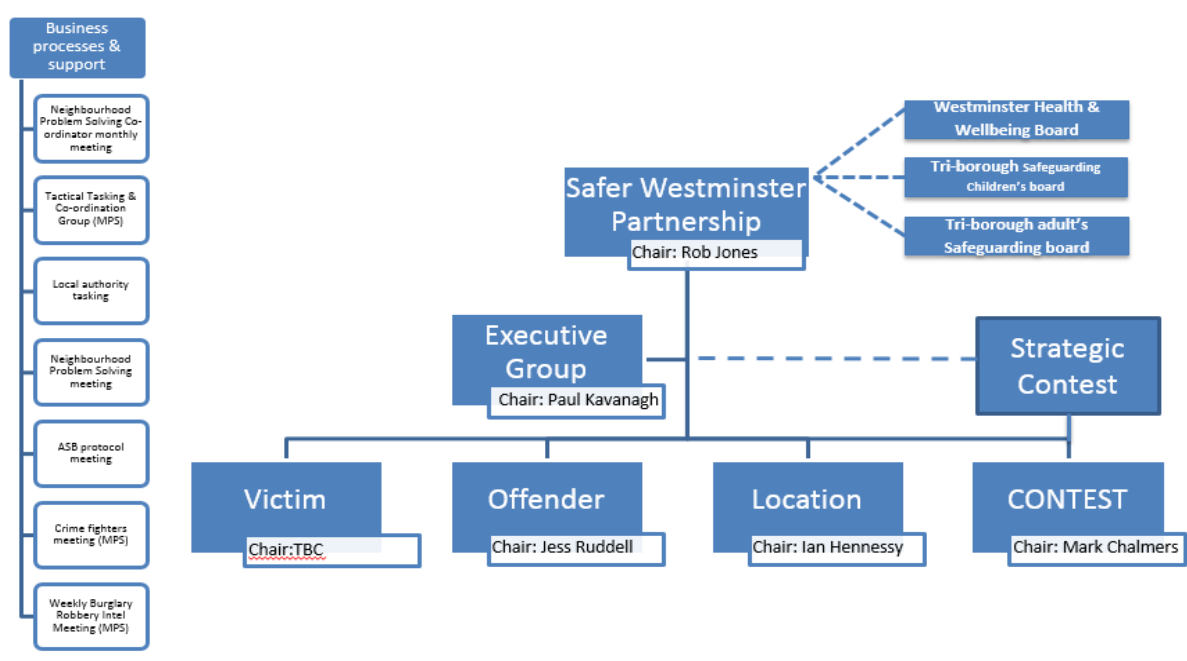 Business
processes &
support
Neighbourhood
Problem Solving Co-
ordinator monthly
meeting
Tactical Tasking &
Co-ordination
Group (MPS)
Local authority
tasking
Neighbourhood
Problem Solving
meeting
ASB protocol
meeting
Crime fighters
meeting (MPS)
Weekly Burglary
Robbery Intel
Meeting (MPS)
Westminster Health &
Wellbeing Board
Tri-borough Safeguarding
Children's board
Tri-borough adult's
Safeguarding board
Safer Westminster
Partnership
Chair: Rob Jones
Executive
Group
Chair: Paul Kavanagh
Strategic
Contest
Victim
Chair:TBC
Offender
Chair: Jess Ruddell
Location
Chair: Ian Hennessy
CONTEST
Chair: Mark Chalmers